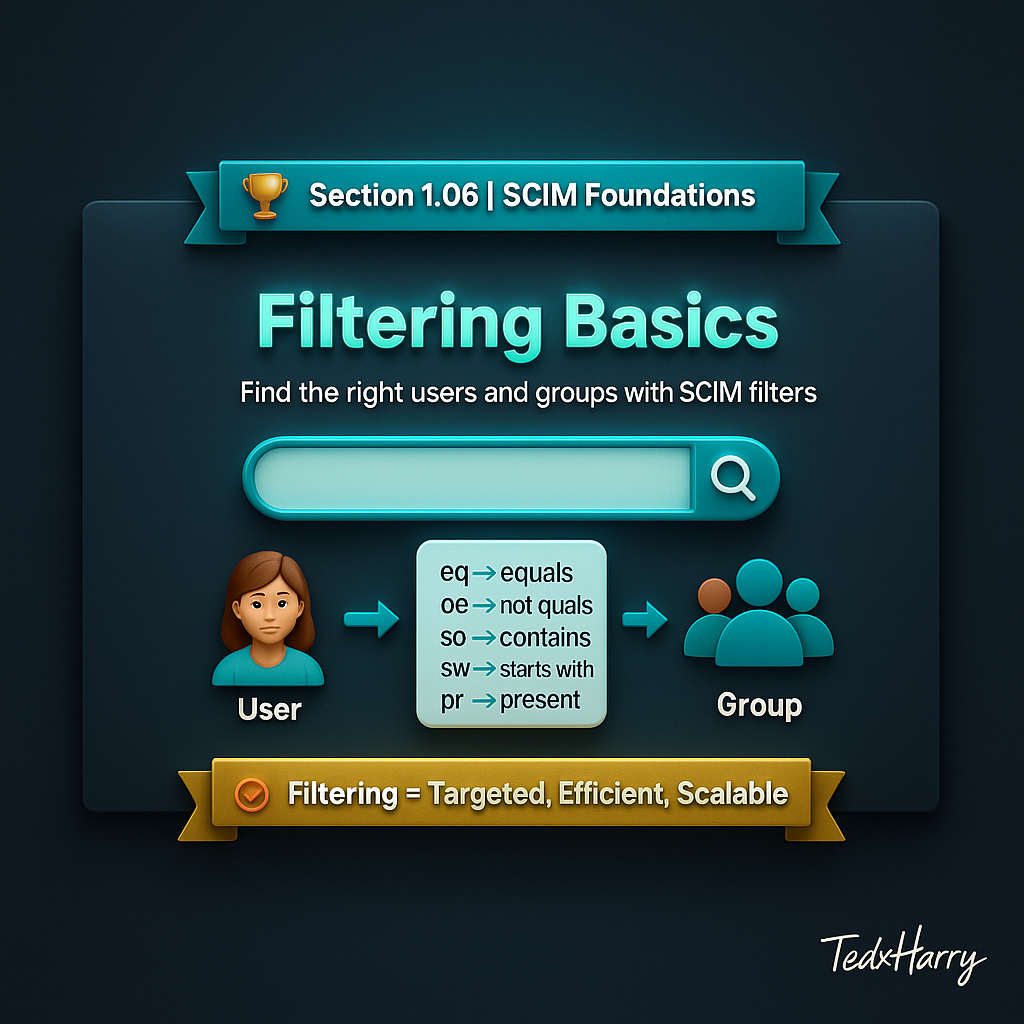 Section 1.06 | SCIM Foundations
Filtering Basics
Find the right users and groups with SCIM filters
eq → equals
oe → not quals
so → contains
sw → starts with
pr → present
User
Group
Filtering = Targeted, Efficient, Scalable
TedxHarry